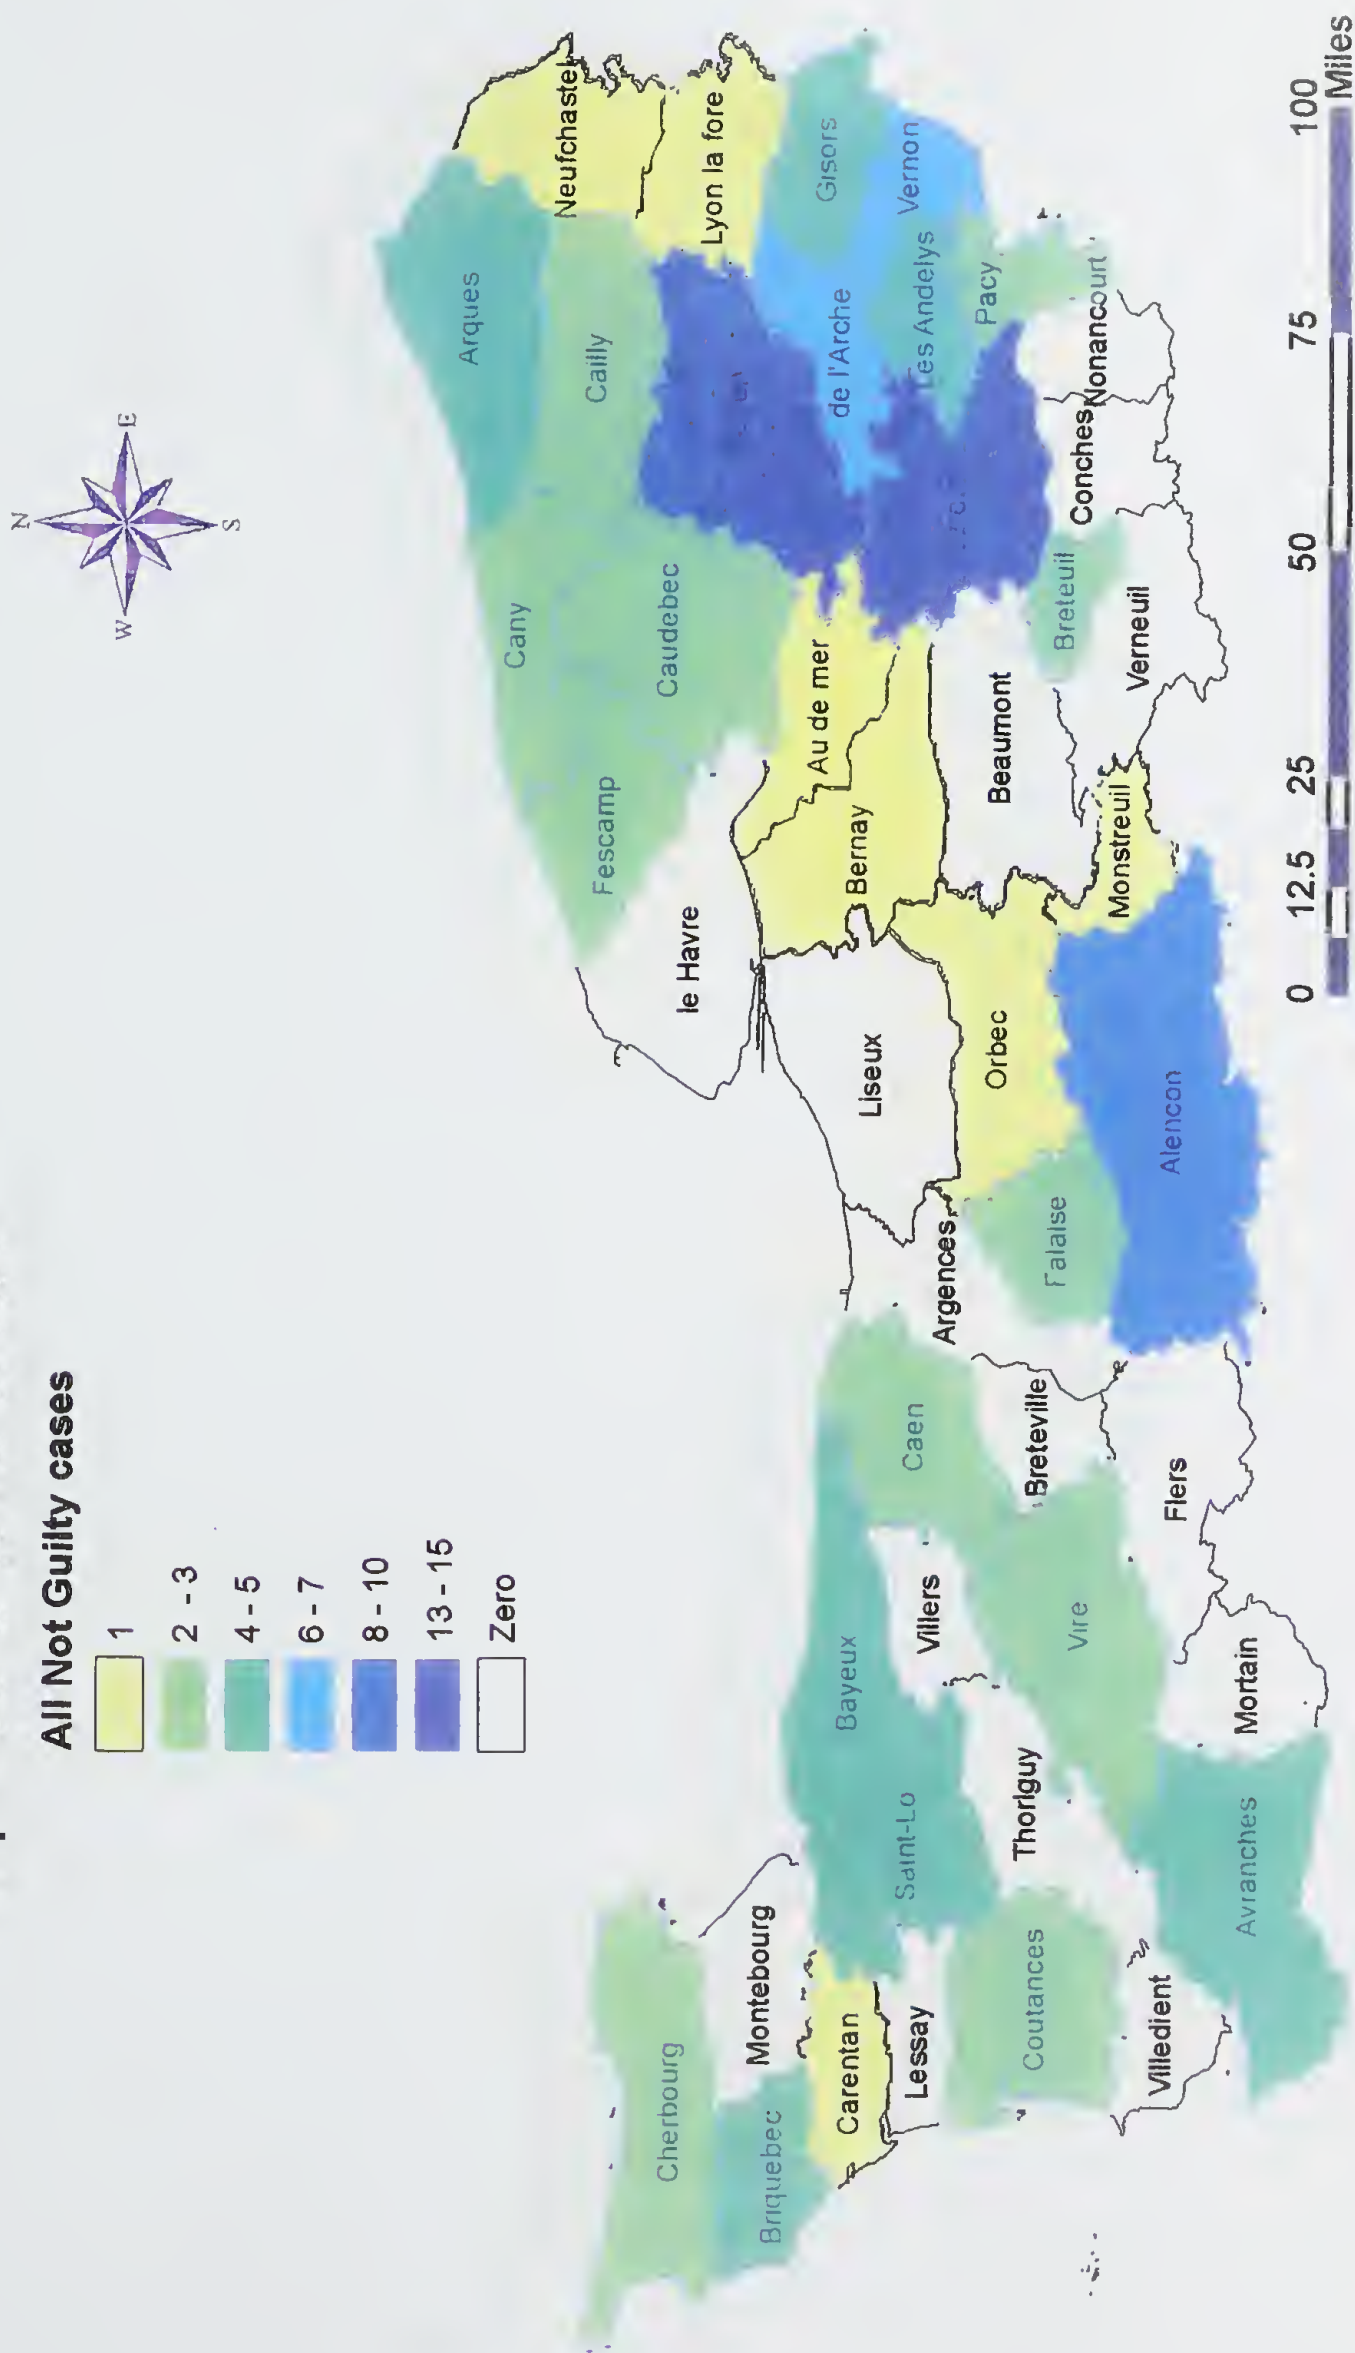 All Not Guilty cases
1
2 - 3
4 - 5
6 - 7
8 - 10
13 - 15
Zero
N
W
E
S
Cherbourg
Briquebec
Montebourg
Carentan
Lessay
Coutances
Villedient
Avranches
Saint-Lo
Bayeux
Thoriguy
Villers
Vire
Mortain
Flers
Caen
Breteville
Argences
Falaise
Alencon
Liseux
Orbec
le Havre
Fescamp
Cany
Caudebec
Arques
Cailly
Neufchastel
Lyon la fore
Gisors
Vernon
de l'Arche
Les Andelys
Pacy
Nonancourt
Conches
Breteuil
Verneuil
Au de mer
Bernay
Beaumont
Monstreuil
0
12.5
25
50
75
100
Miles